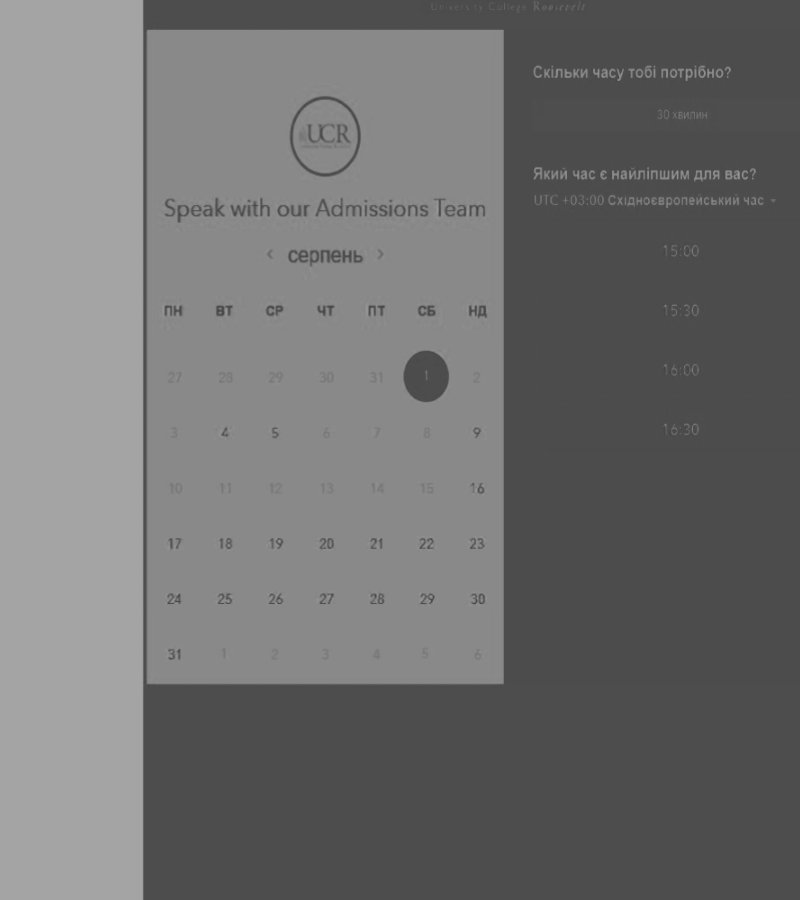 University College Roosevelt
UCR
Speak with our Admissions Team
< серпень >
ПН ВТ СР ЧТ ПТ СБ НД
27 28 29 30 31 1 2
3 4 5 6 7 8 9
10 11 12 13 14 15 16
17 18 19 20 21 22 23
24 25 26 27 28 29 30
31 1 2 3 4 5 6
Скільки часу тобі потрібно?
30 хвилин
Який час є найліпшим для вас?
UTC +03:00 Східноєвропейський час
15:00
15:30
16:00
16:30